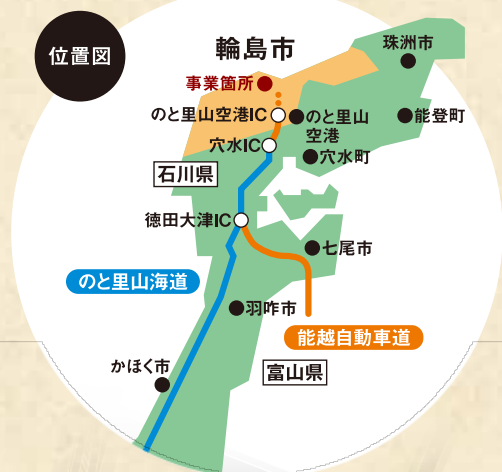 位置図
輪島市
珠洲市
事業箇所
のと里山空港IC
のと里山
空港
能登町
穴水IC
穴水町
石川県
徳田大津IC
七尾市
のと里山海道
羽咋市
能越自動車道
かほく市
富山県